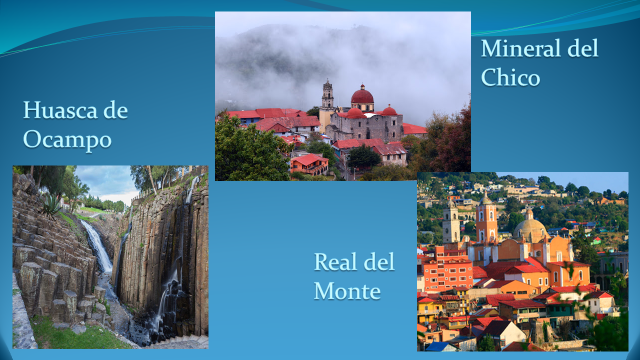 Mineral del
Chico
Huasca de
Ocampo
Real del
Monte